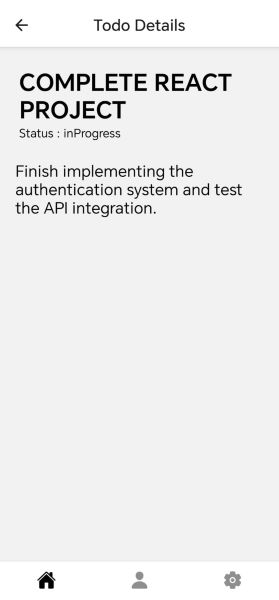 Todo Details
COMPLETE REACT
PROJECT
Status : inProgress
Finish implementing the
authentication system and test
the API integration.